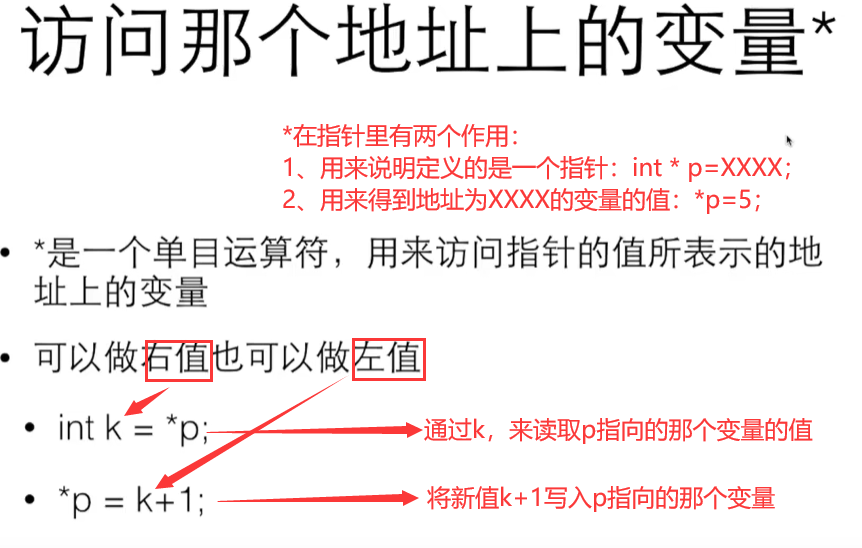 访问那个地址上的变量*
*在指针里有两个作用：
1、用来说明定义的是一个指针：int * p=XXXX；
2、用来得到地址为XXXX的变量的值：*p=5；
• *是一个单目运算符，用来访问指针的值所表示的地
址上的变量
• 可以做右值也可以做左值
• int k = *p;
通过k，来读取p指向的那个变量的值
• *p = k+1;
将新值k+1写入p指向的那个变量